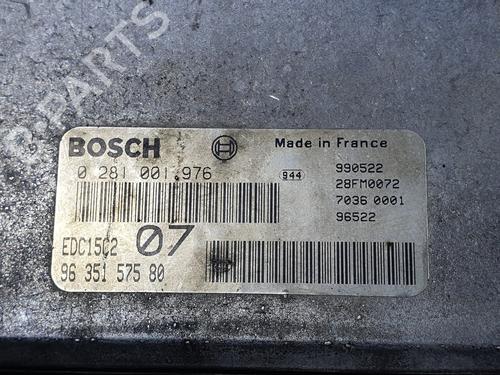 BOSCH
Made in France
0 281 001 976
944
990522
28FM0072
7036 0001
96522
EDC15C2
07
96 351 575 80
B-PARTS